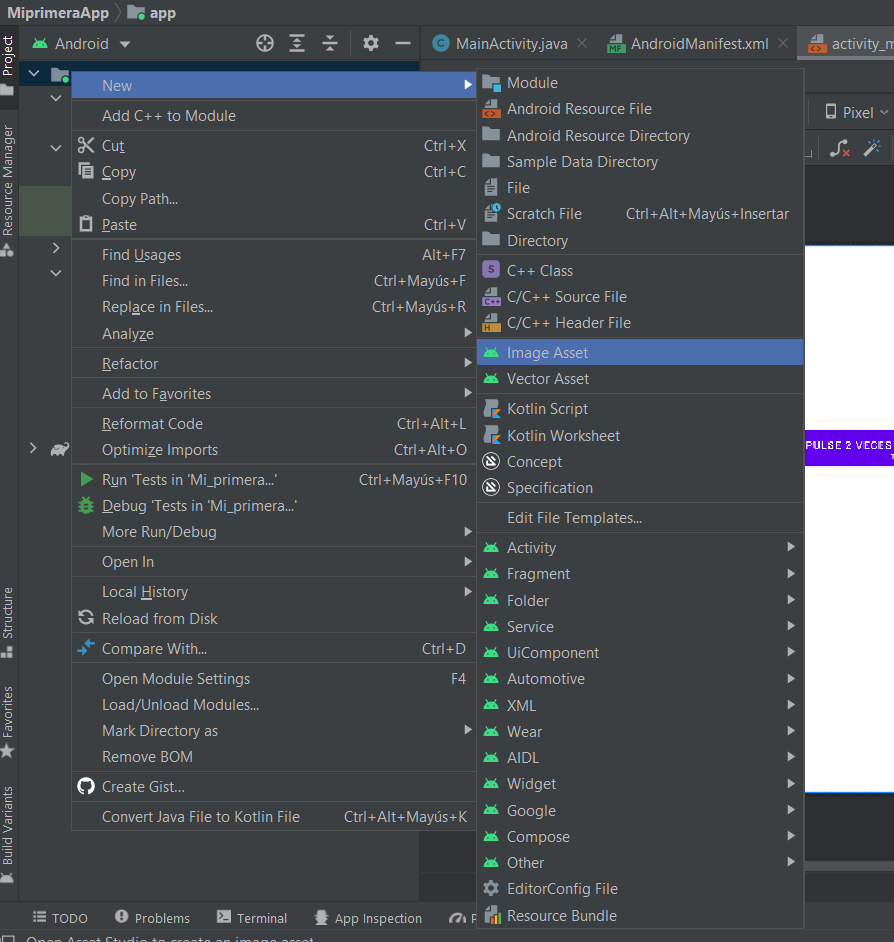 MiprimeraApp
app
Project
Android
MainActivity.java
AndroidManifest.xml
activity_m
Resource Manager
Pixel
New
Add C++ to Module
Cut Ctrl+X
Copy Ctrl+C
Copy Path...
Paste Ctrl+V
Find Usages Alt+F7
Find in Files... Ctrl+Mayús+F
Replace in Files... Ctrl+Mayús+R
Analyze
Refactor
Add to Favorites
Reformat Code Ctrl+Alt+L
Optimize Imports Ctrl+Alt+O
Run 'Tests in 'Mi_primera...' Ctrl+Mayús+F10
Debug 'Tests in 'Mi_primera...'
More Run/Debug
Open In
Local History
Reload from Disk
Compare With... Ctrl+D
Open Module Settings F4
Load/Unload Modules...
Mark Directory as
Remove BOM
Create Gist...
Convert Java File to Kotlin File Ctrl+Alt+Mayús+K
Module
Android Resource File
Android Resource Directory
Sample Data Directory
File
Scratch File Ctrl+Alt+Mayús+Insertar
Directory
C++ Class
C/C++ Source File
C/C++ Header File
Image Asset
Vector Asset
Kotlin Script
Kotlin Worksheet
Concept
Specification
Edit File Templates...
Activity
Fragment
Folder
Service
UiComponent
Automotive
XML
Wear
AIDL
Widget
Google
Compose
Other
EditorConfig File
Resource Bundle
PULSE 2 VECES
Structure
Favorites
Build Variants
TODO
Problems
Terminal
App Inspection
Open Asset Studio to create an image asset